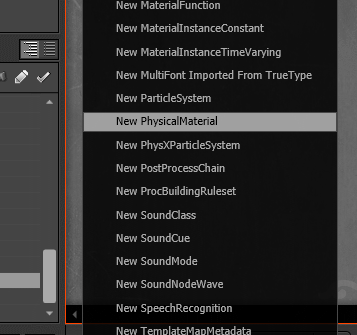 New MaterialFunction
New MaterialInstanceConstant
New MaterialInstanceTimeVarying
New MultiFont Imported From TrueType
New ParticleSystem
New PhysicalMaterial
New PhysXParticleSystem
New PostProcessChain
New ProcBuildingRuleset
New SoundClass
New SoundCue
New SoundMode
New SoundNodeWave
New SpeechRecognition
New TemplateMapMetadata